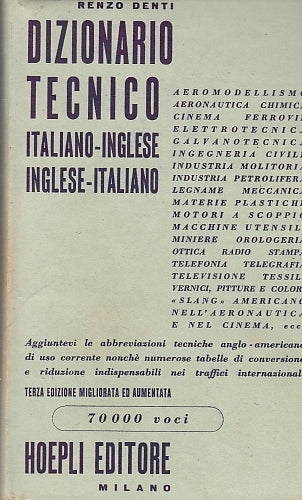 RENZO DENTI
DIZIONARIO
TECNICO
ITALIANO-INGLESE
INGLESE-ITALIANO
AEROMODELLISMO
AERONAUTICA CHIMICA
CINEMA FERROVIE
ELETTROTECNICA
GALVANOTECNICA
INGEGNERIA CIVILE
INDUSTRIA MOLITORIA
INDUSTRIA PETROLIFERA
LEGNAME MECCANICA
MATERIE PLASTICHE
MOTORI A SCOPPIO
MACCHINE UTENSILI
MINIERE OROLOGERIA
OTTICA RADIO STAMPA
TELEFONIA TELEGRAFIA
TELEVISIONE TESSILI
VERNICI, PITTURE E COLORI
«SLANG» AMERICANO
NELL'AERONAUTICA
E NEL CINEMA, ecc.
Aggiuntevi le abbreviazioni tecniche anglo-americane
di uso corrente nonchè numerose tabelle di conversione
e riduzione indispensabili nei traffici internazionali
TERZA EDIZIONE MIGLIORATA ED AUMENTATA
70000 voci
HOEPLI EDITORE
MILANO